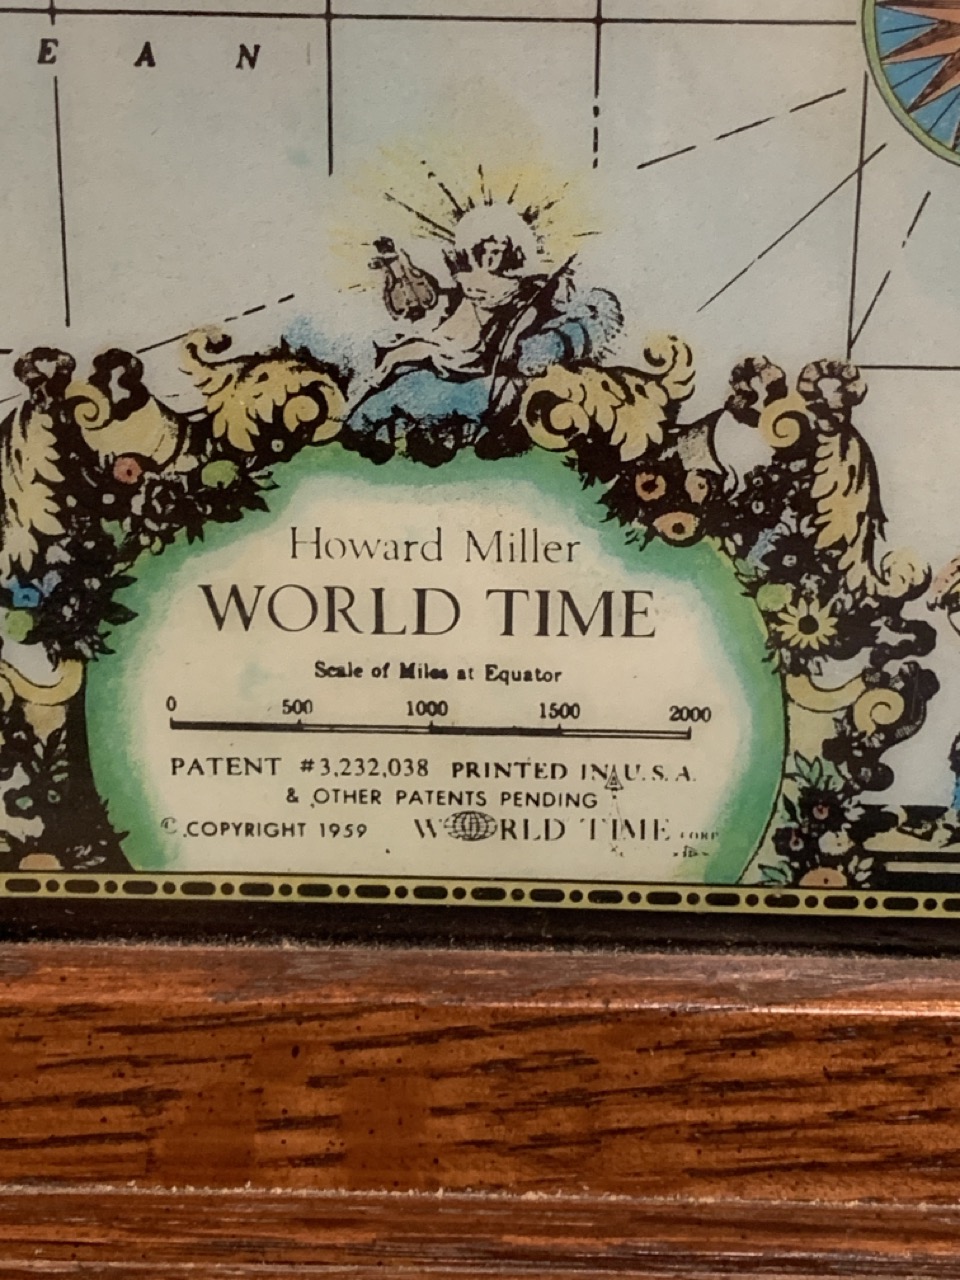 E A N
Howard Miller
WORLD TIME
Scale of Miles at Equator
0 500 1000 1500 2000
PATENT #3,232,038 PRINTED IN U.S.A.
& OTHER PATENTS PENDING
© COPYRIGHT 1959 WORLD TIME CORP